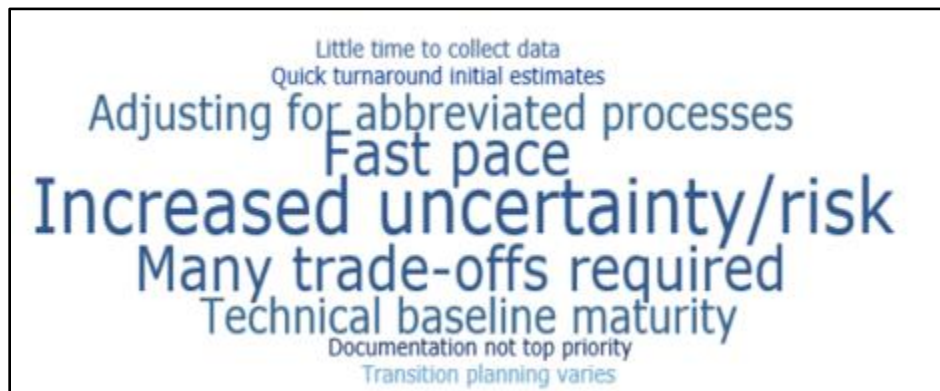 Little time to collect data
Quick turnaround initial estimates
Adjusting for abbreviated processes
Fast pace
Increased uncertainty/risk
Many trade-offs required
Technical baseline maturity
Documentation not top priority
Transition planning varies